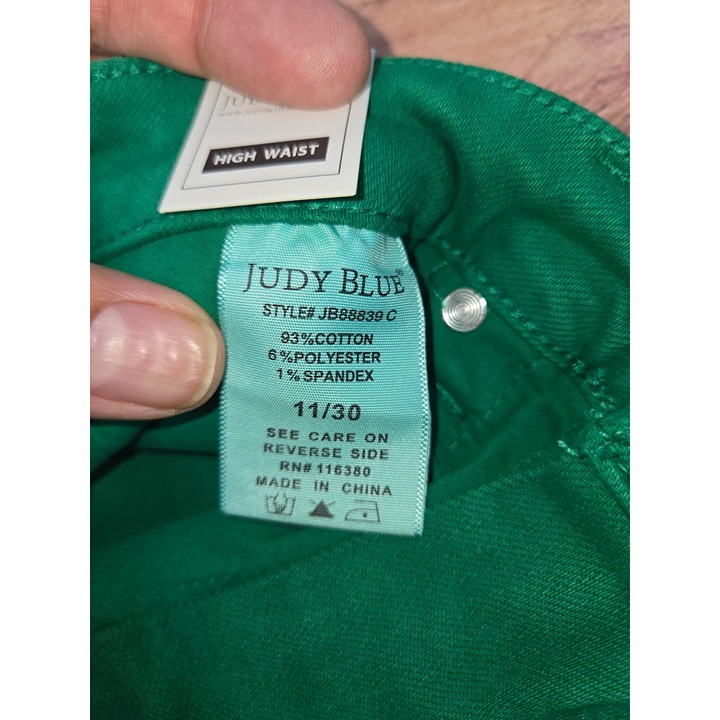 HIGH WAIST
JUDY BLUE®
STYLE# JB88839 C
93%COTTON
6%POLYESTER
1%SPANDEX
11/30
SEE CARE ON
REVERSE SIDE
RN# 116380
MADE IN CHINA